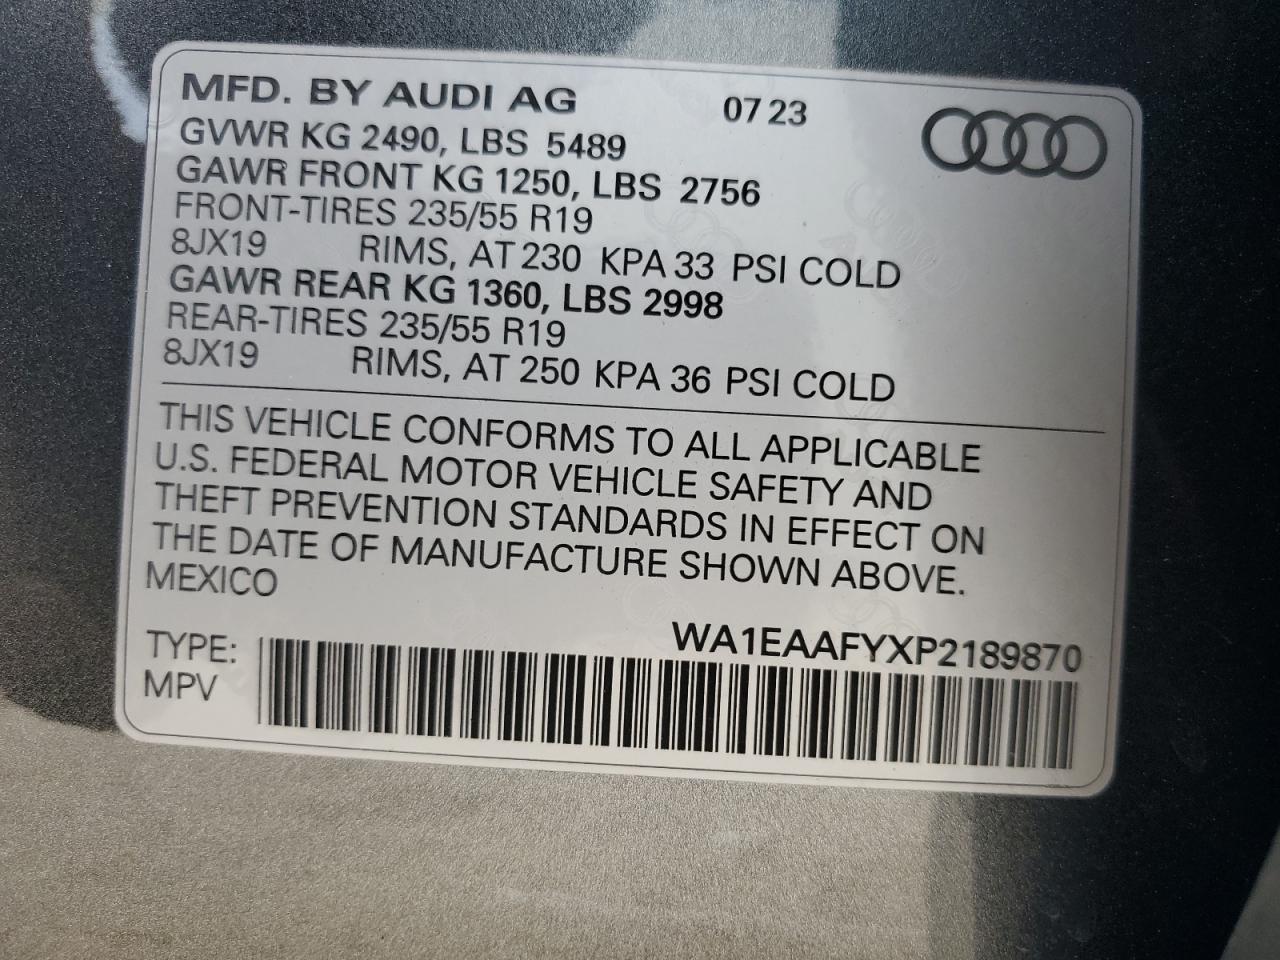 MFD. BY AUDI AG 07 23
GVWR KG 2490, LBS 5489
GAWR FRONT KG 1250, LBS 2756
FRONT-TIRES 235/55 R19
8JX19 RIMS, AT 230 KPA 33 PSI COLD
GAWR REAR KG 1360, LBS 2998
REAR-TIRES 235/55 R19
8JX19 RIMS, AT 250 KPA 36 PSI COLD
THIS VEHICLE CONFORMS TO ALL APPLICABLE
U.S. FEDERAL MOTOR VEHICLE SAFETY AND
THEFT PREVENTION STANDARDS IN EFFECT ON
THE DATE OF MANUFACTURE SHOWN ABOVE.
MEXICO
WA1EAAFYXP2189870
TYPE:
MPV